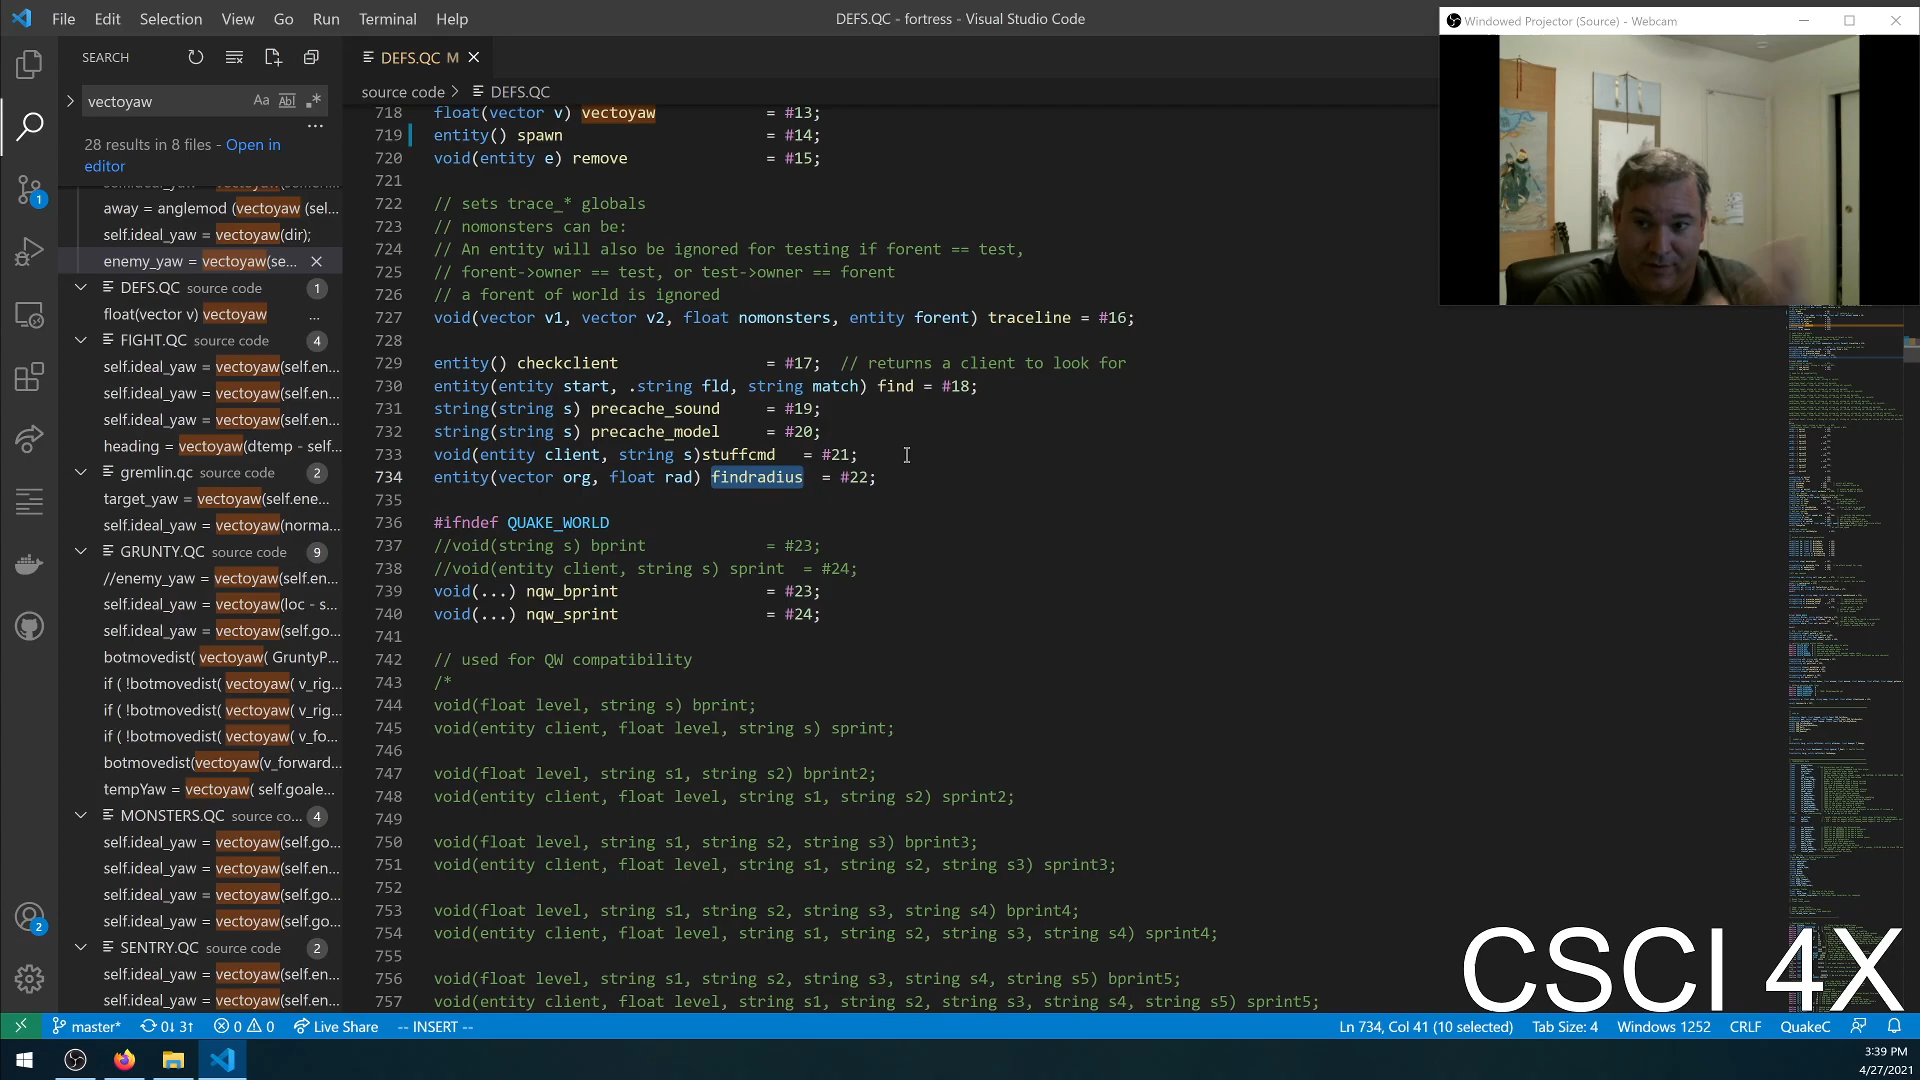 File Edit Selection View Go Run Terminal Help
DEFS.QC - fortress - Visual Studio Code
Windowed Projector (Source) - Webcam
SEARCH
DEFS.QC M
vectoyaw
source code > DEFS.QC
28 results in 8 files - Open in
editor
away = anglemod (vectoyaw (sel...
self.ideal_yaw = vectoyaw(dir);
enemy_yaw = vectoyaw(se...
DEFS.QC source code 1
float(vector v) vectoyaw ...
FIGHT.QC source code 4
self.ideal_yaw = vectoyaw(self.en...
self.ideal_yaw = vectoyaw(self.en...
self.ideal_yaw = vectoyaw(self.en...
heading = vectoyaw(dtemp - self...
gremlin.qc source code 2
target_yaw = vectoyaw(self.ene...
self.ideal_yaw = vectoyaw(norma...
GRUNTY.QC source code 9
//enemy_yaw = vectoyaw(self.en...
self.ideal_yaw = vectoyaw(loc - s...
self.ideal_yaw = vectoyaw(self.go...
botmovedist( vectoyaw( GruntyP...
if ( !botmovedist( vectoyaw( v_rig...
if ( !botmovedist( vectoyaw( v_rig...
if ( !botmovedist( vectoyaw( v_fo...
botmovedist(vectoyaw(v_forward...
tempYaw = vectoyaw( self.goale...
MONSTERS.QC source co... 4
self.ideal_yaw = vectoyaw(self.go...
self.ideal_yaw = vectoyaw(self.en...
self.ideal_yaw = vectoyaw(self.go...
self.ideal_yaw = vectoyaw(self.go...
SENTRY.QC source code 2
self.ideal_yaw = vectoyaw(self.en...
self.ideal_yaw = vectoyaw(self.en...
718 float(vector v) vectoyaw = #13;
719 entity() spawn = #14;
720 void(entity e) remove = #15;
721
722 // sets trace_* globals
723 // nomonsters can be:
724 // An entity will also be ignored for testing if forent == test,
725 // forent->owner == test, or test->owner == forent
726 // a forent of world is ignored
727 void(vector v1, vector v2, float nomonsters, entity forent) traceline = #16;
728
729 entity() checkclient = #17; // returns a client to look for
730 entity(entity start, .string fld, string match) find = #18;
731 string(string s) precache_sound = #19;
732 string(string s) precache_model = #20;
733 void(entity client, string s)stuffcmd = #21;
734 entity(vector org, float rad) findradius = #22;
735
736 #ifndef QUAKE_WORLD
737 //void(string s) bprint = #23;
738 //void(entity client, string s) sprint = #24;
739 void(...) nqw_bprint = #23;
740 void(...) nqw_sprint = #24;
741
742 // used for QW compatibility
743 /*
744 void(float level, string s) bprint;
745 void(entity client, float level, string s) sprint;
746
747 void(float level, string s1, string s2) bprint2;
748 void(entity client, float level, string s1, string s2) sprint2;
749
750 void(float level, string s1, string s2, string s3) bprint3;
751 void(entity client, float level, string s1, string s2, string s3) sprint3;
752
753 void(float level, string s1, string s2, string s3, string s4) bprint4;
754 void(entity client, float level, string s1, string s2, string s3, string s4) sprint4;
755
756 void(float level, string s1, string s2, string s3, string s4, string s5) bprint5;
757 void(entity client, float level, string s1, string s2, string s3, string s4, string s5) sprint5;
CSCI 4X
master* 0↓ 3↑ 0 0 Live Share -- INSERT --
Ln 734, Col 41 (10 selected) Tab Size: 4 Windows 1252 CRLF QuakeC
3:39 PM
4/27/2021